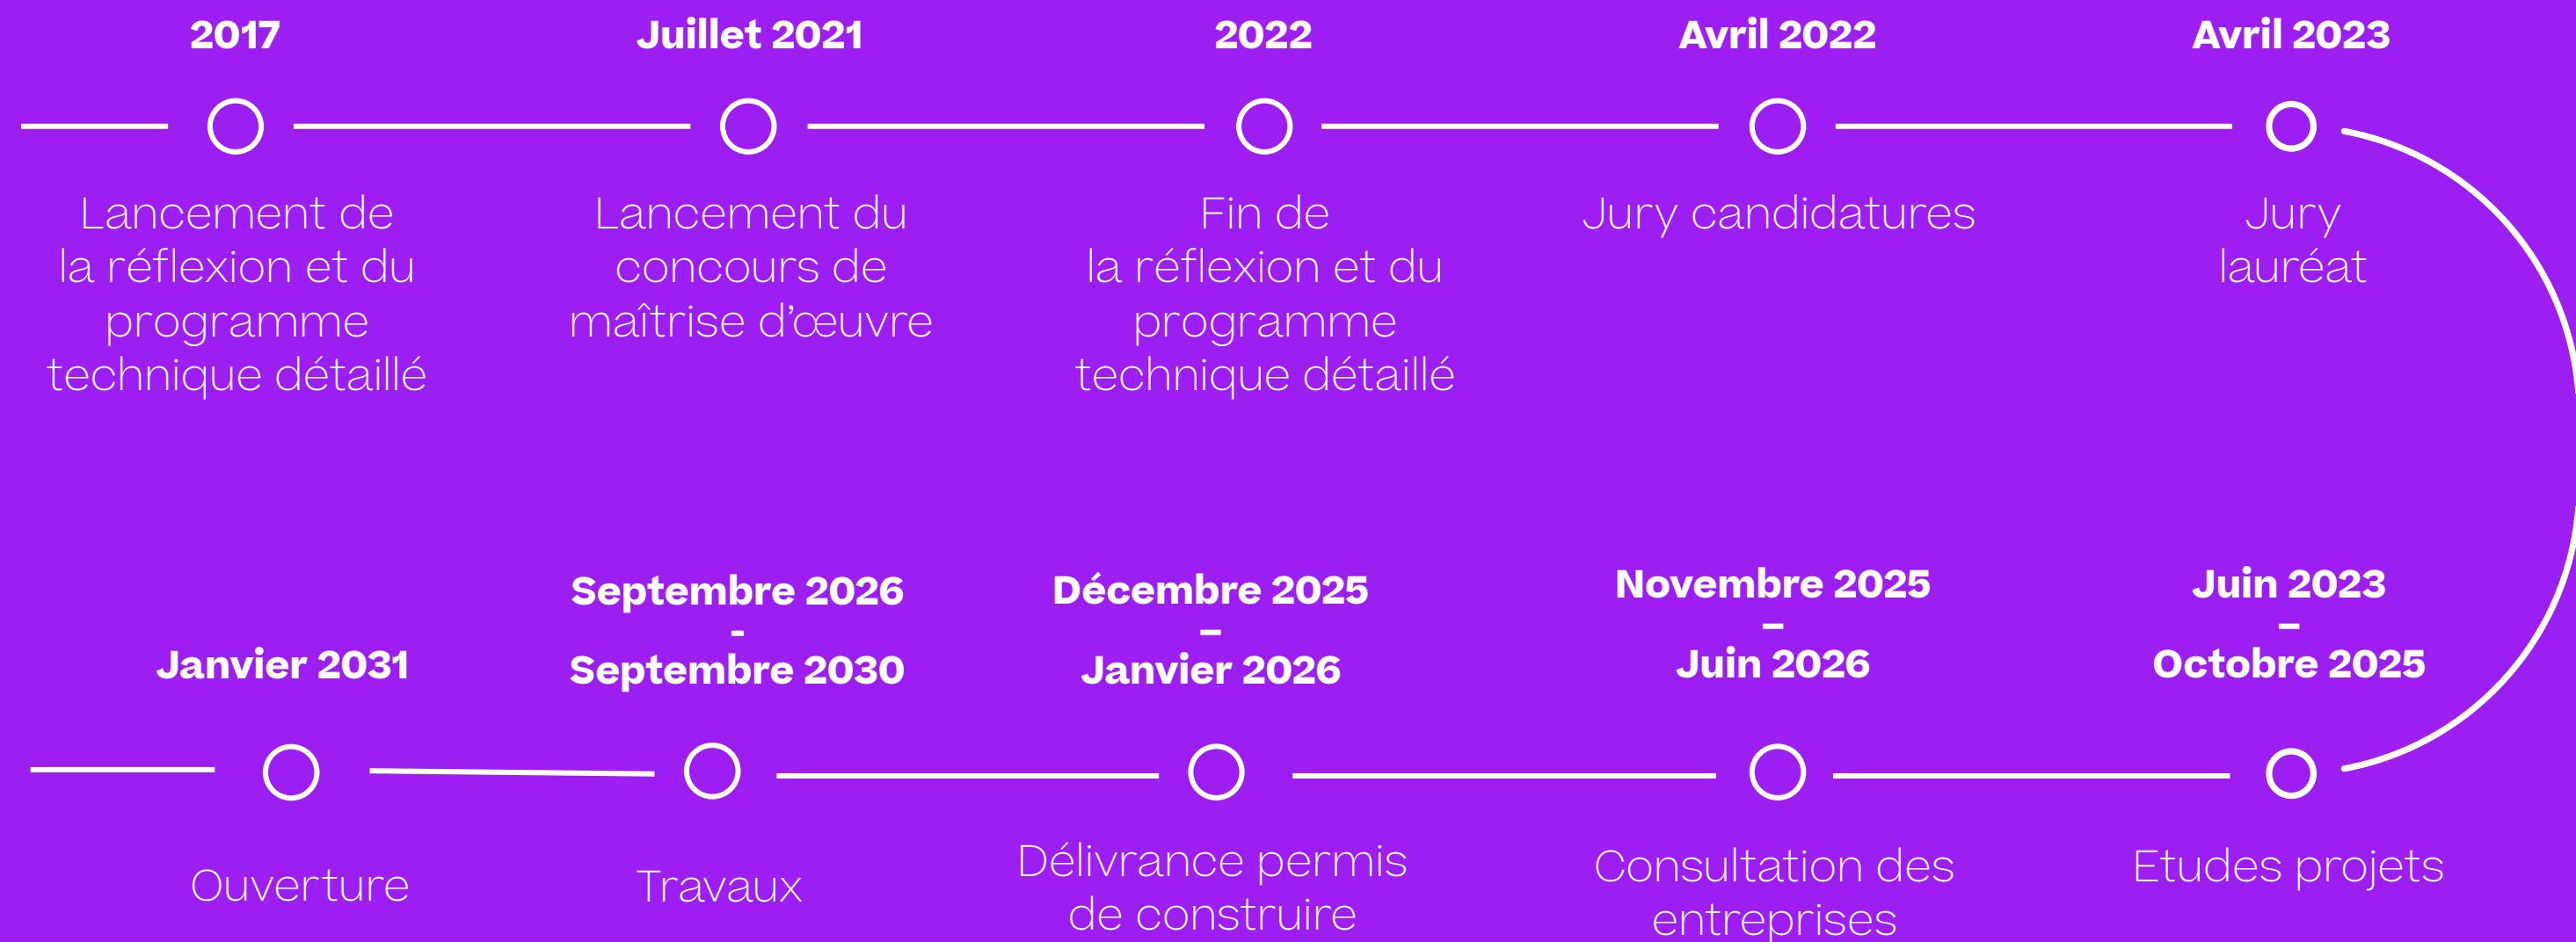 2017
Lancement de
la réflexion et du
programme
technique détaillé
Juillet 2021
Lancement du
concours de
maîtrise d’œuvre
2022
Fin de
la réflexion et du
programme
technique détaillé
Avril 2022
Jury candidatures
Avril 2023
Jury
lauréat
Juin 2023
–
Octobre 2025
Etudes projets
Novembre 2025
–
Juin 2026
Consultation des
entreprises
Décembre 2025
–
Janvier 2026
Délivrance permis
de construire
Septembre 2026
-
Septembre 2030
Travaux
Janvier 2031
Ouverture